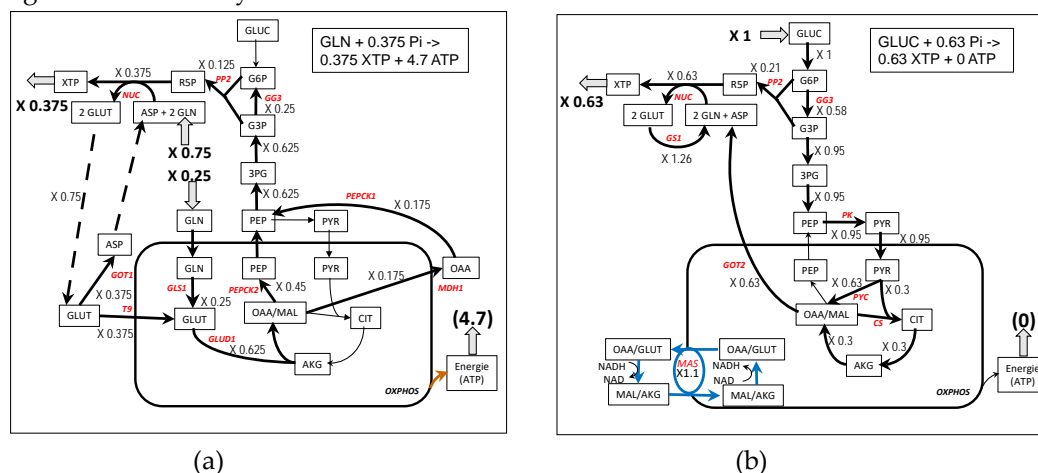 GLUC
GLN + 0.375 Pi ->
0.375 XTP + 4.7 ATP
X 0.375
X 0.125
PP2
XTP
R5P
G6P
X 0.375
NUC
GG3
X 0.25
2 GLUT
ASP + 2 GLN
G3P
X 0.75
X 0.625
X 0.25
3PG
X 0.75
X 0.625
PEPCK1
X 0.175
GLN
PEP
PYR
ASP
GLN
PEP
PYR
OAA
GOT1
GLS1
PEPCK2
X 0.45
X 0.175
MDH1
X 0.375
T9
X 0.25
GLUT
GLUT
OAA/MAL
CIT
(4.7)
X 0.375
GLUD1
X 0.625
AKG
Energie
(ATP)
OXPHOS
(a)
X 1
GLUC
GLUC + 0.63 Pi ->
0.63 XTP + 0 ATP
X 1
X 0.63
X 0.21
PP2
XTP
R5P
G6P
X 0.63
NUC
GG3
X 0.58
2 GLUT
2 GLN + ASP
G3P
GS1
X 1.26
X 0.95
3PG
X 0.95
PK
PEP
PYR
X 0.95
X 0.95
GOT2
X 0.63
PEP
PYR
X 0.63
X 0.3
PYC
OAA/MAL
CS
CIT
(0)
X 0.3
X 0.3
AKG
OAA/GLUT
MAS
OAA/GLUT
X1.1
NADH
NAD
NADH
NAD
MAL/AKG
MAL/AKG
Energie
(ATP)
OXPHOS
(b)